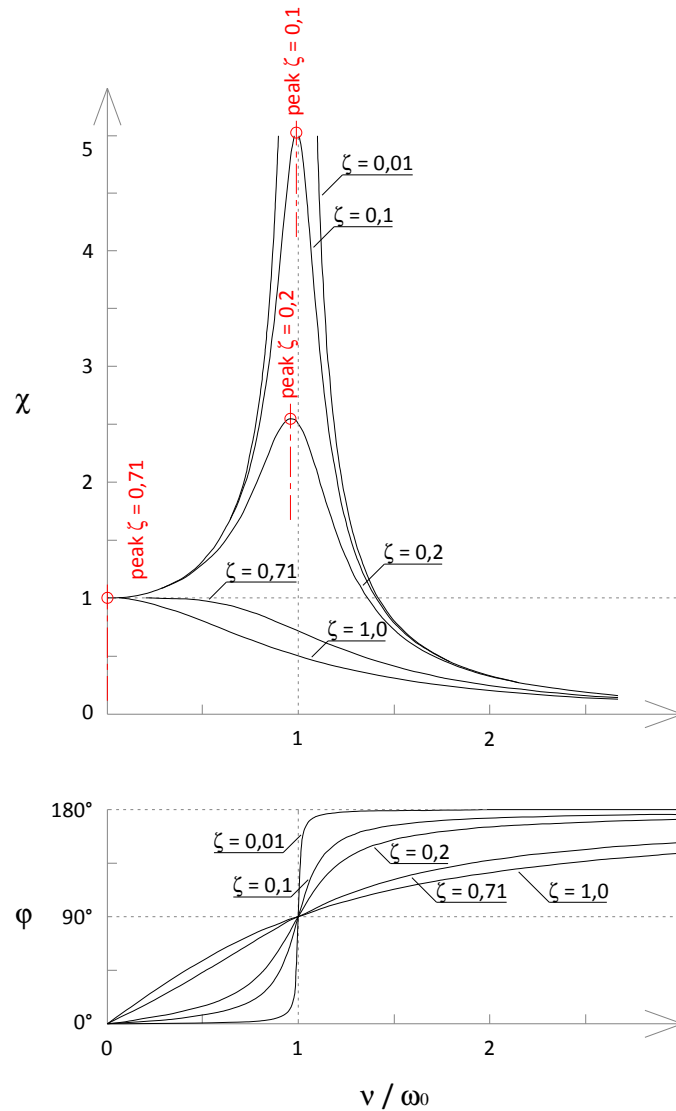 peak ζ = 0,1
5
ζ = 0,01
ζ = 0,1
4
peak ζ = 0,2
3
χ
2
peak ζ = 0,71
ζ = 0,2
ζ = 0,71
1
ζ = 1,0
0
1
2
180°
ζ = 0,01
ζ = 0,2
ζ = 0,1
ζ = 0,71
ζ = 1,0
φ
90°
0°
0
1
2
ν / ω₀